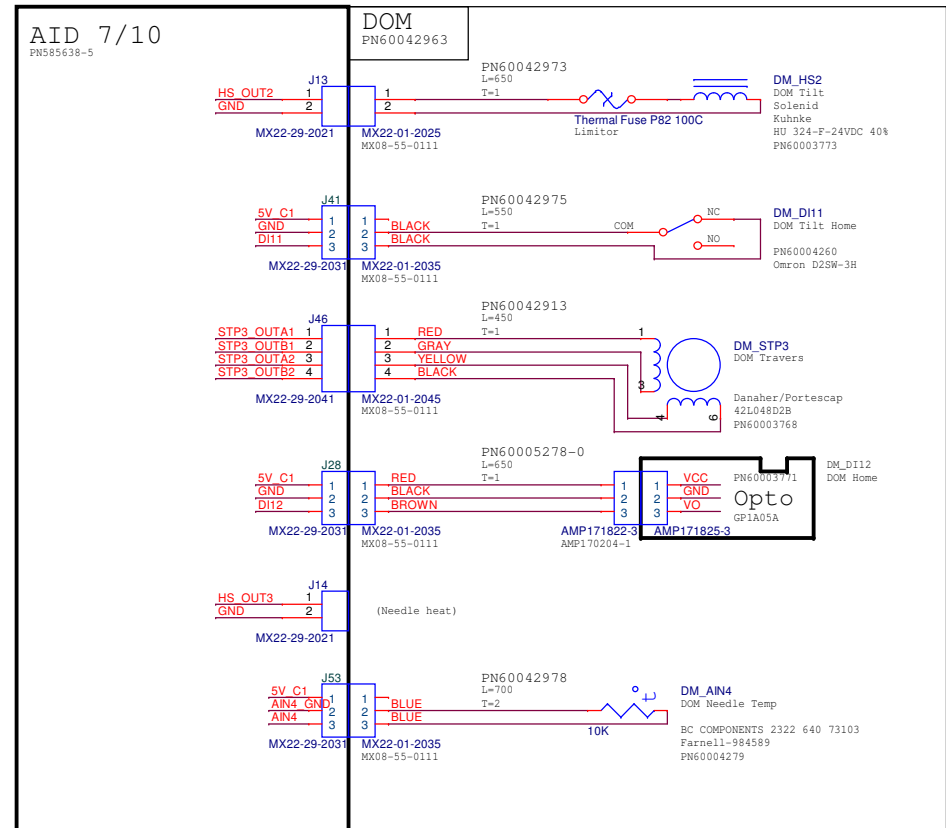 AID 7/10
PN585638-5
DOM
PN60042963
PN60042973
L=650
T=1
J13
HS_OUT2 1 1
GND 2 2
MX22-29-2021 MX22-01-2025
MX08-55-0111
Thermal Fuse P82 100C
Limitor
DM_HS2
DOM Tilt
Solenid
Kuhnke
HU 324-F-24VDC 40%
PN60003773
PN60042975
L=550
T=1
J41
5V_C1 1 1
GND 2 2 BLACK
DI11 3 3 BLACK
MX22-29-2031 MX22-01-2035
MX08-55-0111
COM
NC
NO
DM_DI11
DOM Tilt Home
PN60004260
Omron D2SW-3H
PN60042913
L=450
T=1
J46
STP3_OUTA1 1 1 RED
STP3_OUTB1 2 2 GRAY
STP3_OUTA2 3 3 YELLOW
STP3_OUTB2 4 4 BLACK
MX22-29-2041 MX22-01-2045
MX08-55-0111
1
3
4 6
DM_STP3
DOM Travers
Danaher/Portescap
42L048D2B
PN60003768
PN60005278-0
L=650
T=1
J28
5V_C1 1 1 RED
GND 2 2 BLACK
DI12 3 3 BROWN
MX22-29-2031 MX22-01-2035
MX08-55-0111
1 1 VCC
2 2 GND
3 3 VO
AMP171822-3 AMP171825-3
AMP170204-1
PN60003771
Opto
GP1A05A
DM_DI12
DOM Home
J14
HS_OUT3 1
GND 2
MX22-29-2021
(Needle heat)
PN60042978
L=700
T=2
J53
5V_C1 1 1
AIN4_GND 2 2 BLUE
AIN4 3 3 BLUE
MX22-29-2031 MX22-01-2035
MX08-55-0111
10K
DM_AIN4
DOM Needle Temp
BC COMPONENTS 2322 640 73103
Farnell-984589
PN60004279